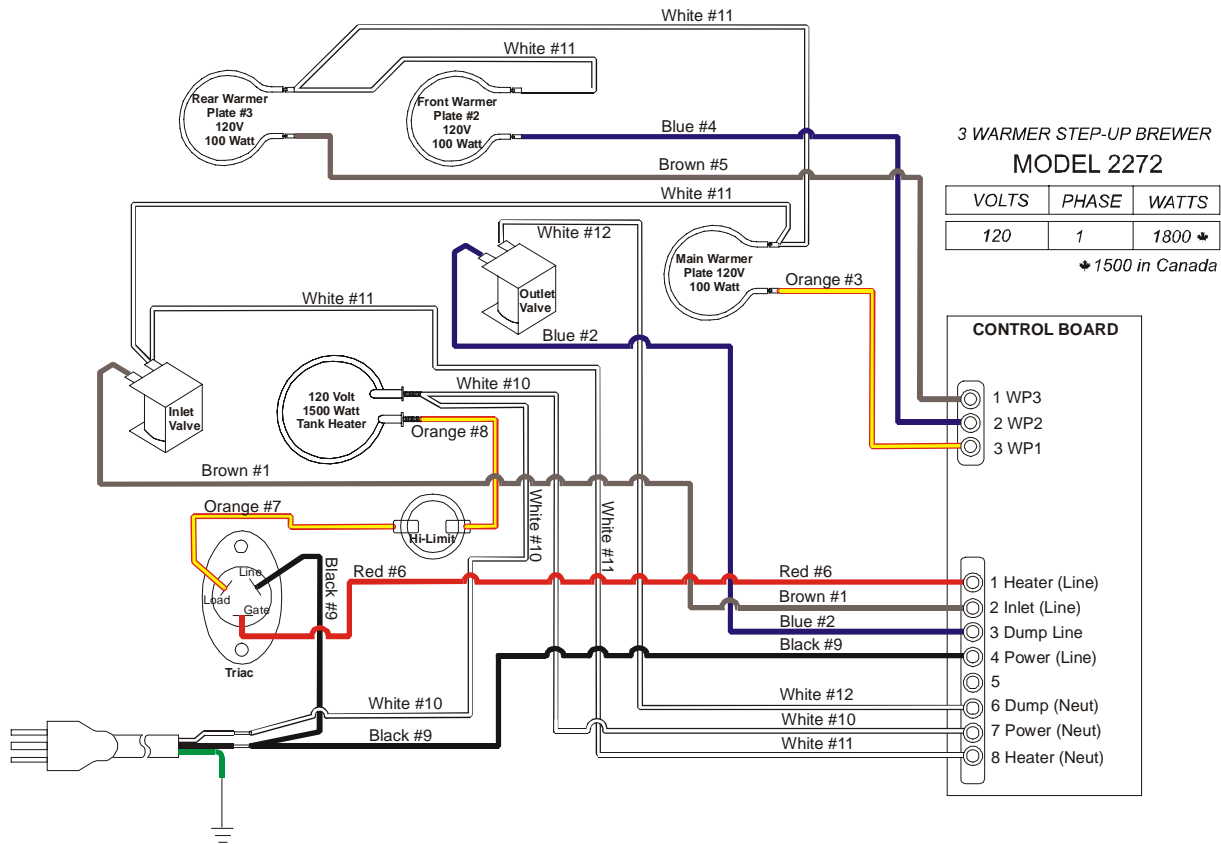 White #11
White #11
Rear Warmer
Plate #3
120V
100 Watt
Front Warmer
Plate #2
120V
100 Watt
Blue #4
Brown #5
White #11
3 WARMER STEP-UP BREWER
MODEL 2272
VOLTS PHASE WATTS
120 1 1800
1500 in Canada
White #12
Main Warmer
Plate 120V
100 Watt
Orange #3
Outlet
Valve
White #11
Blue #2
CONTROL BOARD
White #10
120 Volt
1500 Watt
Tank Heater
Inlet
Valve
Orange #8
1 WP3
2 WP2
3 WP1
Brown #1
White #10
White #11
Orange #7
Hi-Limit
Line
Load
Gate
Triac
Black #9
Red #6
Red #6
1 Heater (Line)
Brown #1
2 Inlet (Line)
Blue #2
3 Dump Line
Black #9
4 Power (Line)
5
White #12
6 Dump (Neut)
White #10
White #10
7 Power (Neut)
Black #9
White #11
8 Heater (Neut)